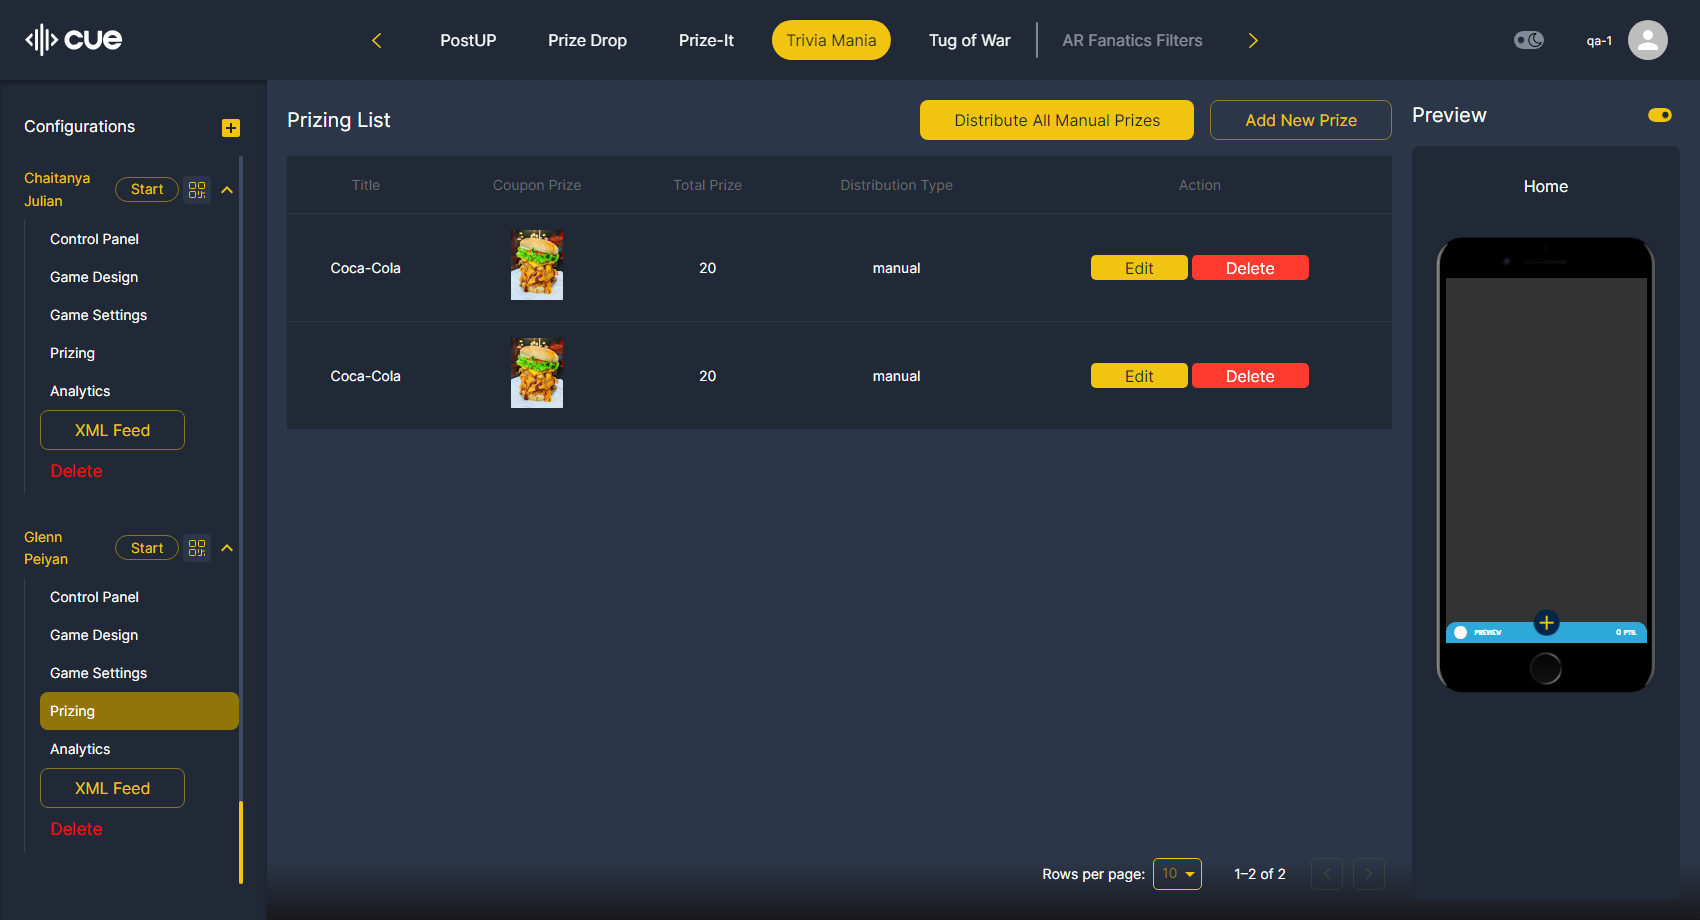 cue
PostUP
Prize Drop
Prize-It
Trivia Mania
Tug of War
AR Fanatics Filters
qa-1
Configurations
Chaitanya
Julian
Start
Control Panel
Game Design
Game Settings
Prizing
Analytics
XML Feed
Delete
Glenn
Peiyan
Start
Control Panel
Game Design
Game Settings
Prizing
Analytics
XML Feed
Delete
Prizing List
Distribute All Manual Prizes
Add New Prize
Title Coupon Prize Total Prize Distribution Type Action
Coca-Cola 20 manual Edit Delete
Coca-Cola 20 manual Edit Delete
Rows per page: 10 1–2 of 2
Preview
Home
PREVIEW 0 PTS.